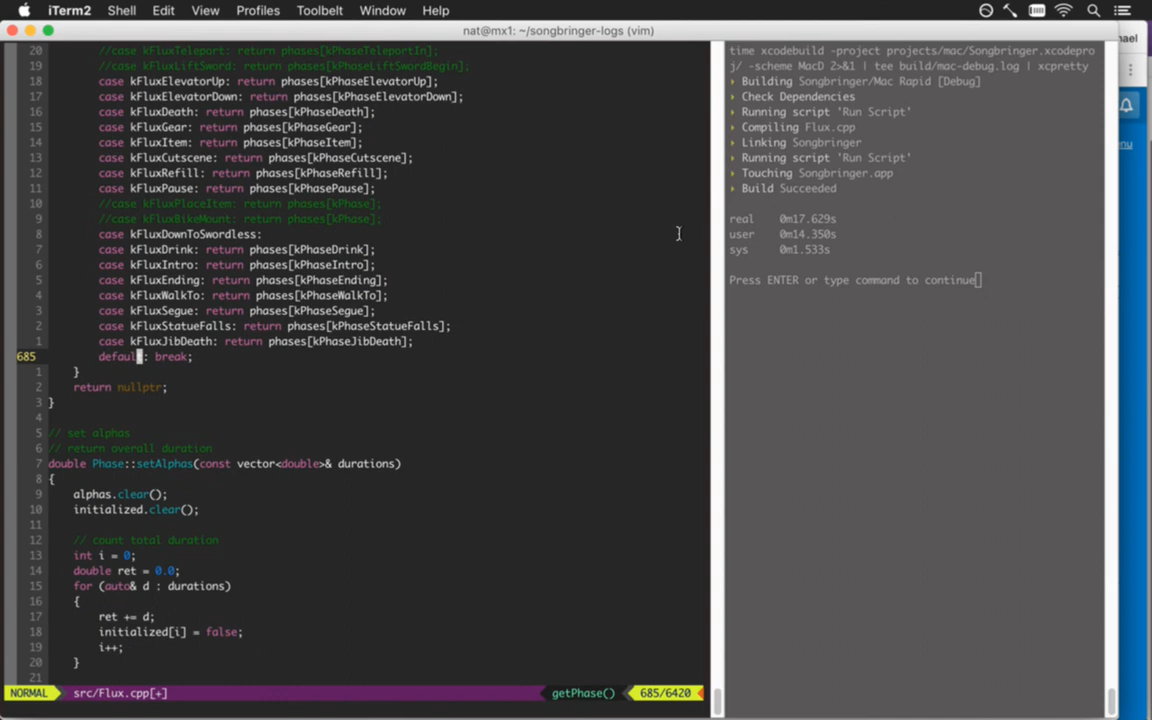 iTerm2 Shell Edit View Profiles Toolbelt Window Help
nat@mx1: ~/songbringer-logs (vim)
20 //case kFluxTeleport: return phases[kPhaseTeleportIn];
19 //case kFluxLiftSword: return phases[kPhaseLiftSwordBegin];
18 case kFluxElevatorUp: return phases[kPhaseElevatorUp];
17 case kFluxElevatorDown: return phases[kPhaseElevatorDown];
16 case kFluxDeath: return phases[kPhaseDeath];
15 case kFluxGear: return phases[kPhaseGear];
14 case kFluxItem: return phases[kPhaseItem];
13 case kFluxCutscene: return phases[kPhaseCutscene];
12 case kFluxRefill: return phases[kPhaseRefill];
11 case kFluxPause: return phases[kPhasePause];
10 //case kFluxPlaceItem: return phases[kPhase];
9 //case kFluxBikeMount: return phases[kPhase];
8 case kFluxDownToSwordless:
7 case kFluxDrink: return phases[kPhaseDrink];
6 case kFluxIntro: return phases[kPhaseIntro];
5 case kFluxEnding: return phases[kPhaseEnding];
4 case kFluxWalkTo: return phases[kPhaseWalkTo];
3 case kFluxSegue: return phases[kPhaseSegue];
2 case kFluxStatueFalls: return phases[kPhaseStatueFalls];
1 case kFluxJibDeath: return phases[kPhaseJibDeath];
685 default: break;
1 }
2 return nullptr;
3 }
4
5 // set alphas
6 // return overall duration
7 double Phase::setAlphas(const vector<double>& durations)
8 {
9 alphas.clear();
10 initialized.clear();
11
12 // count total duration
13 int i = 0;
14 double ret = 0.0;
15 for (auto& d : durations)
16 {
17 ret += d;
18 initialized[i] = false;
19 i++;
20 }
21
NORMAL src/Flux.cpp[+] getPhase() 685/6420
time xcodebuild -project projects/mac/Songbringer.xcodepro
j/ -scheme MacD 2>&1 | tee build/mac-debug.log | xcpretty
Building Songbringer/Mac Rapid [Debug]
Check Dependencies
Running script 'Run Script'
Compiling Flux.cpp
Linking Songbringer
Running script 'Run Script'
Touching Songbringer.app
Build Succeeded
real 0m17.629s
user 0m14.350s
sys 0m1.533s
Press ENTER or type command to continue
ael
nu